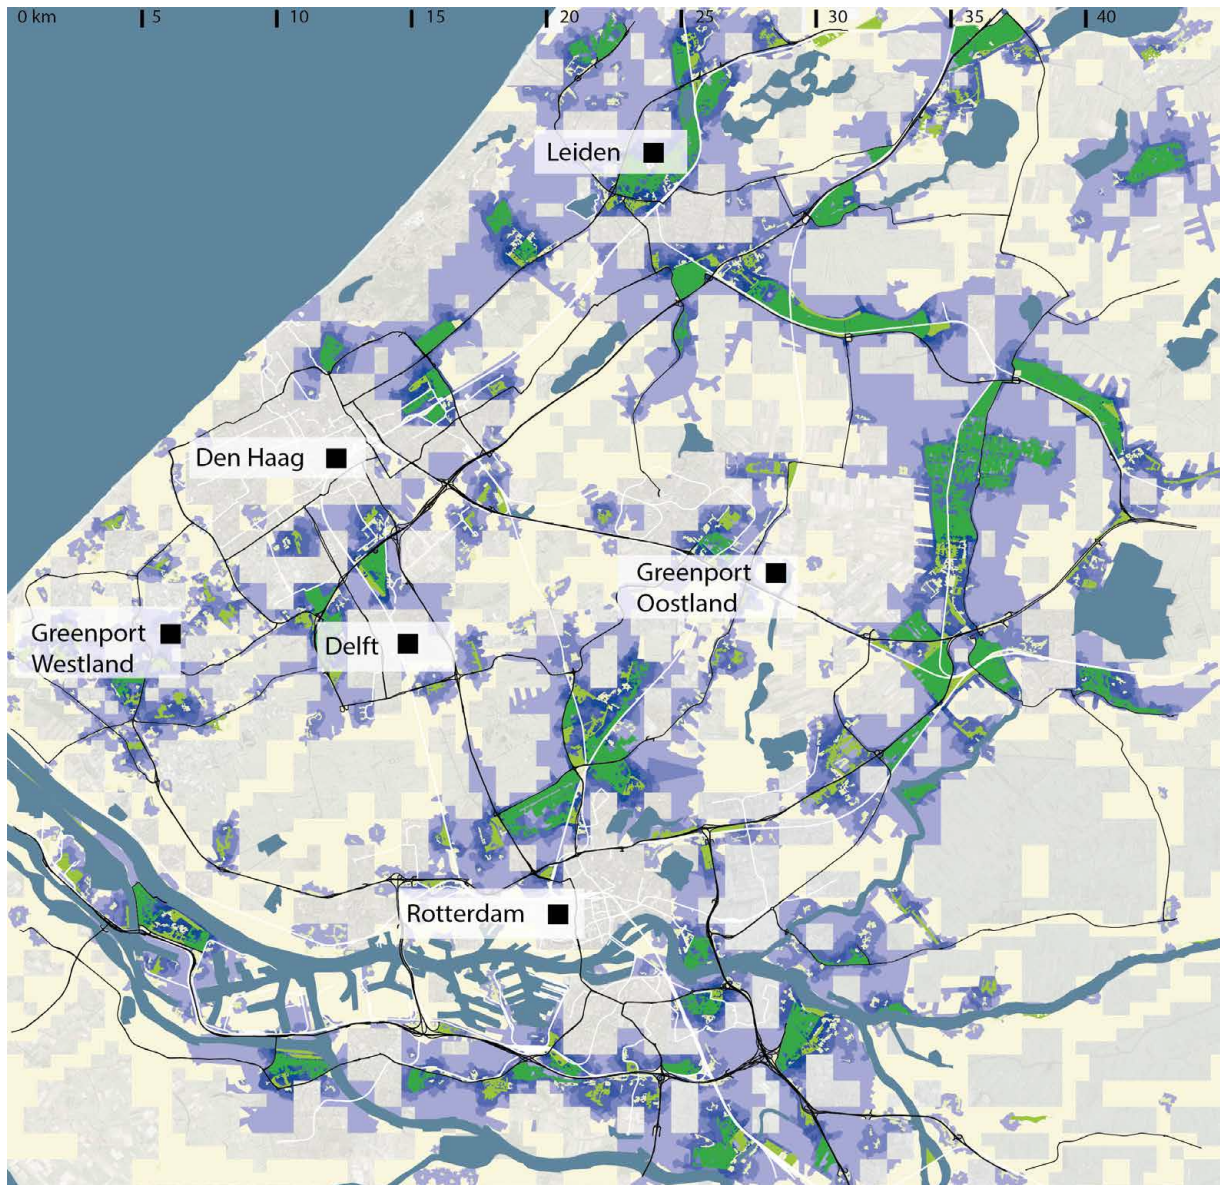 0 km 5 10 15 20 25 30 35 40
Leiden
Den Haag
Greenport
Oostland
Greenport
Westland
Delft
Rotterdam